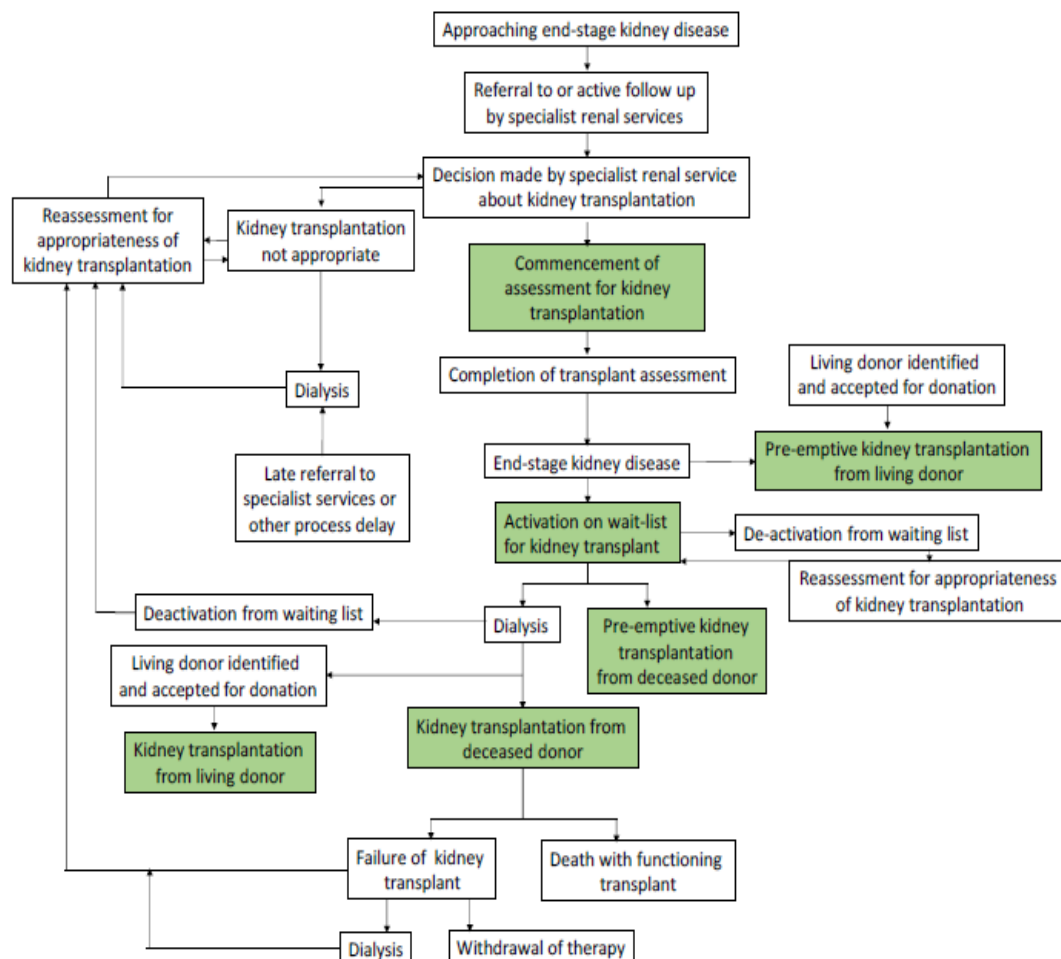 Approaching end-stage kidney disease
Referral to or active follow up
by specialist renal services
Decision made by specialist renal service
about kidney transplantation
Reassessment for
appropriateness of
kidney transplantation
Kidney transplantation
not appropriate
Commencement of
assessment for kidney
transplantation
Completion of transplant assessment
Living donor identified
and accepted for donation
Dialysis
Late referral to
specialist services or
other process delay
End-stage kidney disease
Pre-emptive kidney transplantation
from living donor
Activation on wait-list
for kidney transplant
De-activation from waiting list
Reassessment for appropriateness
of kidney transplantation
Deactivation from waiting list
Dialysis
Pre-emptive kidney
transplantation
from deceased donor
Living donor identified
and accepted for donation
Kidney transplantation
from living donor
Kidney transplantation from
deceased donor
Failure of kidney
transplant
Death with functioning
transplant
Dialysis
Withdrawal of therapy